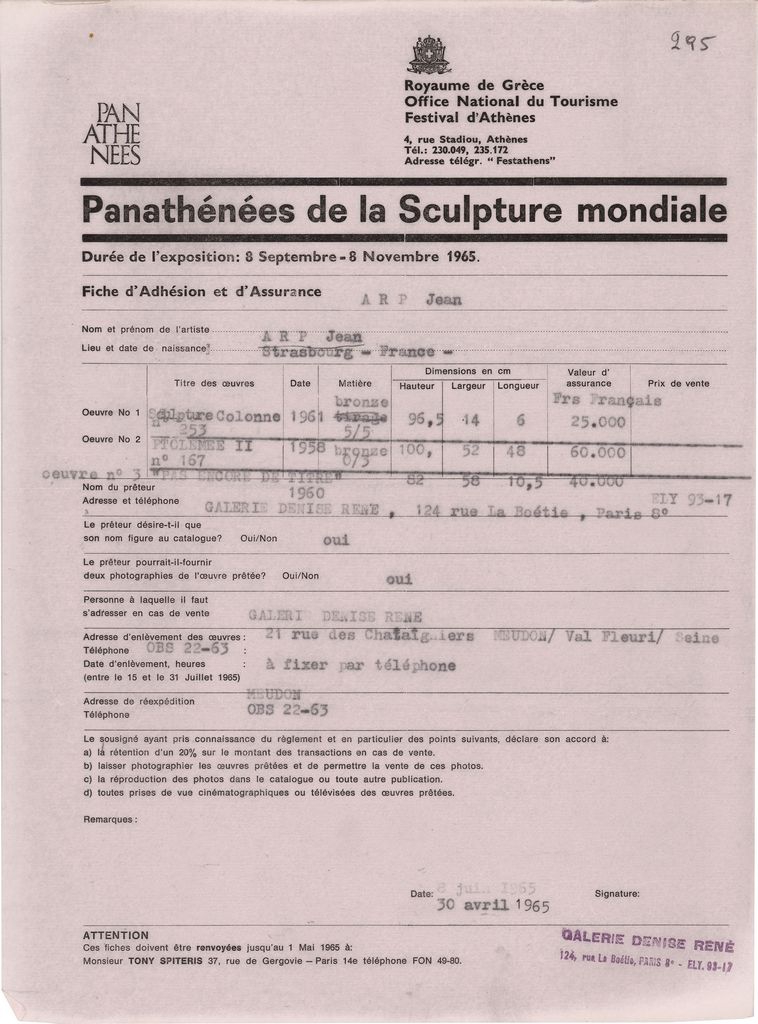 295
PAN
ATHE
NEES
Royaume de Grèce
Office National du Tourisme
Festival d'Athènes
4, rue Stadiou, Athènes
Tél.: 230.049, 235.172
Adresse télégr. “ Festathens”
Panathénées de la Sculpture mondiale
Durée de l'exposition: 8 Septembre - 8 Novembre 1965.
Fiche d'Adhésion et d'Assurance A R P Jean
Nom et prénom de l'artiste A R P Jean
Lieu et date de naissance Strasbourg - France -
Titre des œuvres Date Matière Dimensions en cm Hauteur Largeur Longueur Valeur d' assurance Prix de vente
bronze Frs Français
Oeuvre No 1 Sculpture Colonne 1961 tirage 96,5 14 6 25.000
n° 253 5/5
Oeuvre No 2 PTOLEMEE II 1958 bronze 100, 52 48 60.000
n° 167 0/3
oeuvre n° 3 "PAS ENCORE DE TITRE" 82 58 10,5 40.000
Nom du prêteur 1960
Adresse et téléphone GALERIE DENISE RENE , 124 rue La Boétie , Paris 8° ELY 93-17
Le prêteur désire-t-il que
son nom figure au catalogue? Oui/Non oui
Le prêteur pourrait-il-fournir
deux photographies de l'œuvre prêtée? Oui/Non oui
Personne à laquelle il faut
s'adresser en cas de vente GALERI DENISE RENE
Adresse d'enlèvement des œuvres : 21 rue des Chataigniers MEUDON/ Val Fleuri/ Seine
Téléphone OBS 22-63 :
Date d'enlèvement, heures : à fixer par téléphone
(entre le 15 et le 31 Juillet 1965)
Adresse de réexpédition MEUDON
Téléphone OBS 22-63
Le sousigné ayant pris connaissance du règlement et en particulier des points suivants, déclare son accord à:
a) la rétention d'un 20% sur le montant des transactions en cas de vente.
b) laisser photographier les œuvres prêtées et de permettre la vente de ces photos.
c) la réproduction des photos dans le catalogue ou toute autre publication.
d) toutes prises de vue cinématographiques ou télévisées des œuvres prêtées.
Remarques :
8 juin 1965
Date: 30 avril 1965 Signature:
ATTENTION
Ces fiches doivent être renvoyées jusqu'au 1 Mai 1965 à:
Monsieur TONY SPITERIS 37, rue de Gergovie – Paris 14e téléphone FON 49-80.
GALERIE DENISE RENÉ
124, rue La Boétie, PARIS 8e - ELY. 93-17